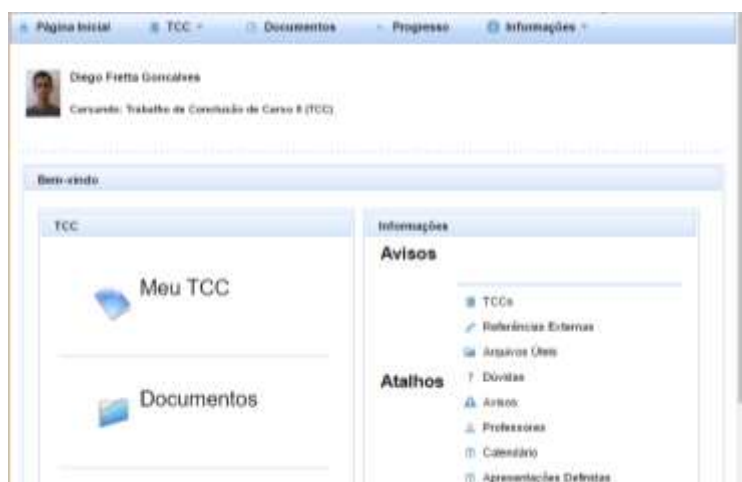 Página Inicial TCC Documentos Progresso Informações
Diego Fretta Goncalves
Cursando: Trabalho de Conclusão de Curso II (TCC)
Bem-vindo
TCC
Meu TCC
Documentos
Informações
Avisos
Atalhos
TCCs
Referências Externas
Arquivos Úteis
? Dúvidas
Avisos
Professores
Calendário
Apresentações Definitas